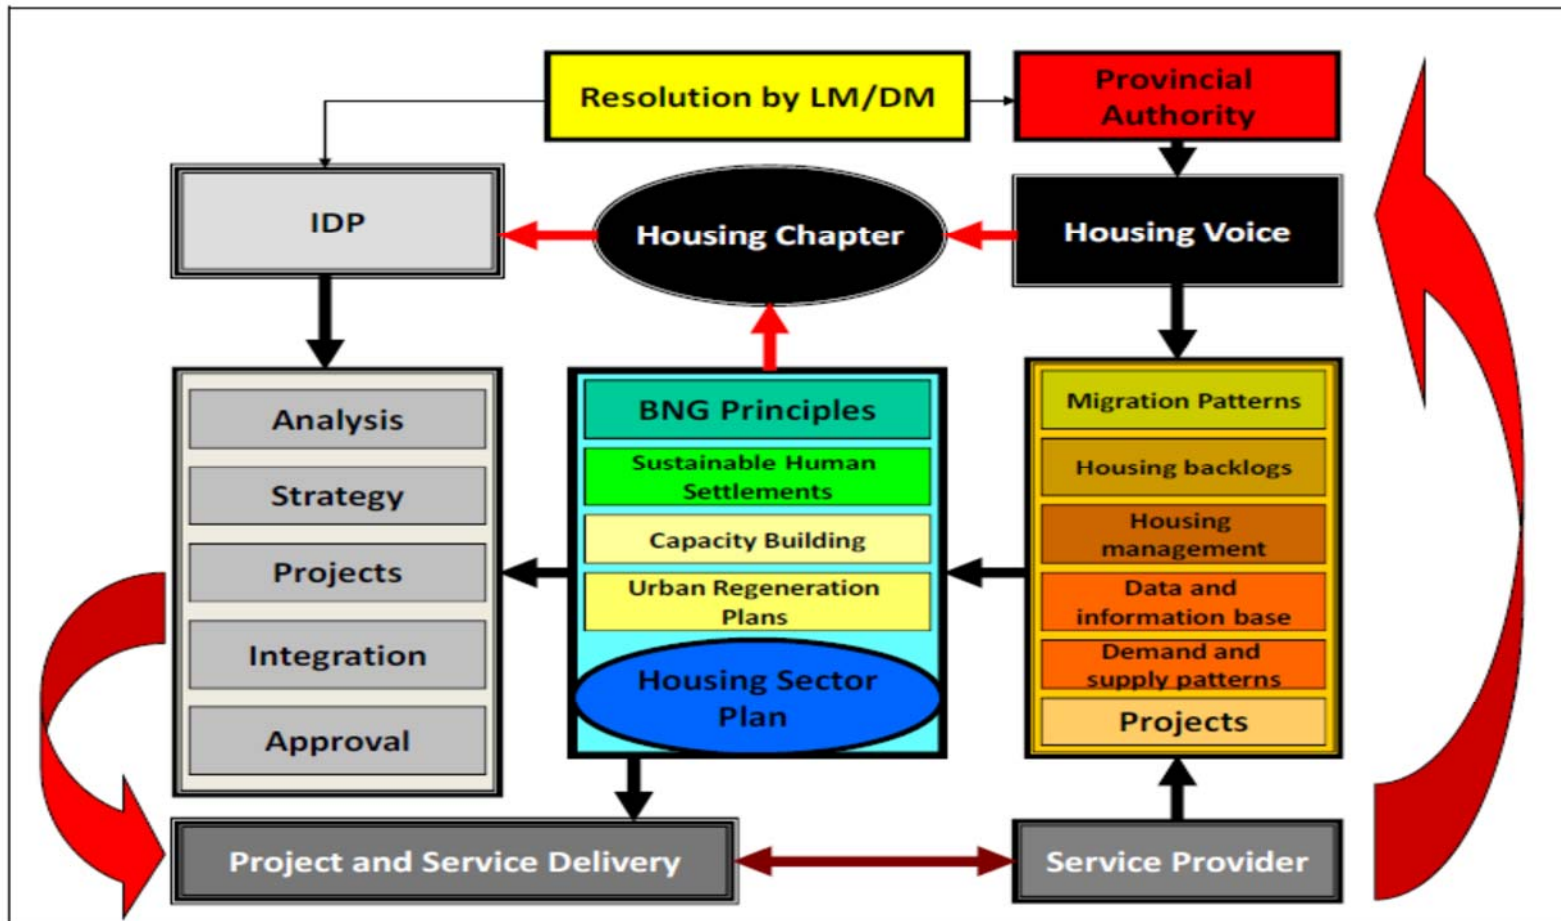 Resolution by LM/DM
Provincial
Authority
IDP
Housing Chapter
Housing Voice
Analysis
Strategy
Projects
Integration
Approval
BNG Principles
Sustainable Human
Settlements
Capacity Building
Urban Regeneration
Plans
Housing Sector
Plan
Migration Patterns
Housing backlogs
Housing
management
Data and
information base
Demand and
supply patterns
Projects
Project and Service Delivery
Service Provider